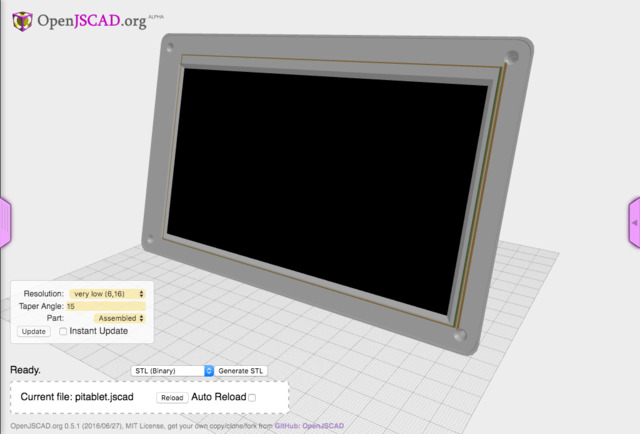 OpenJSCAD.org ALPHA
Resolution: very low (6,16)
Taper Angle: 15
Part: Assembled
Update Instant Update
Ready. STL (Binary) Generate STL
Current file: pitablet.jscad Reload Auto Reload
OpenJSCAD.org 0.5.1 (2016/06/27), MIT License, get your own copy/clone/fork from GitHub: OpenJSCAD